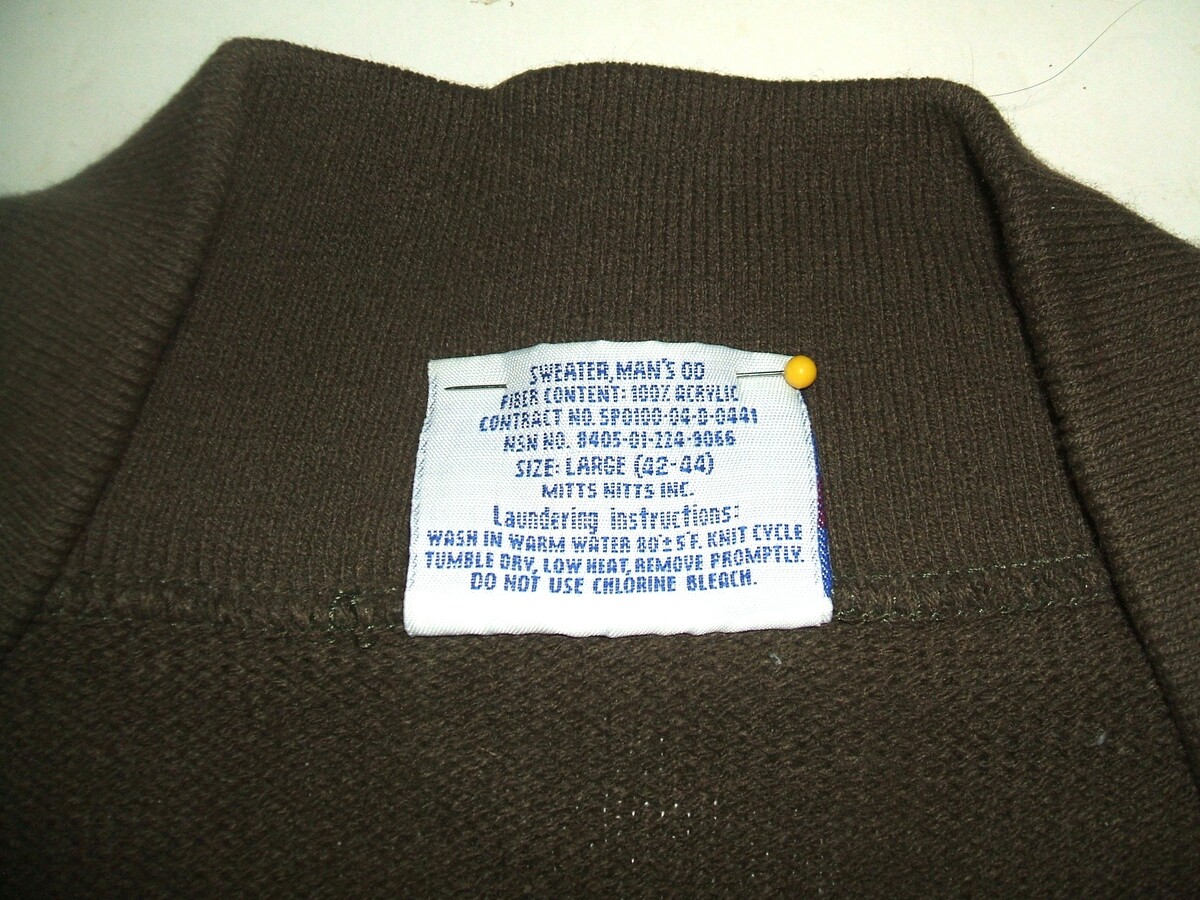 SWEATER, MAN'S OD
FIBER CONTENT: 100% ACRYLIC
CONTRACT NO. SP0100-04-D-0441
NSN NO. 8405-01-224-9066
SIZE: LARGE (42-44)
MITTS NITTS INC.
Laundering instructions:
WASH IN WARM WATER 80°±5°F. KNIT CYCLE
TUMBLE DRY, LOW HEAT, REMOVE PROMPTLY.
DO NOT USE CHLORINE BLEACH.